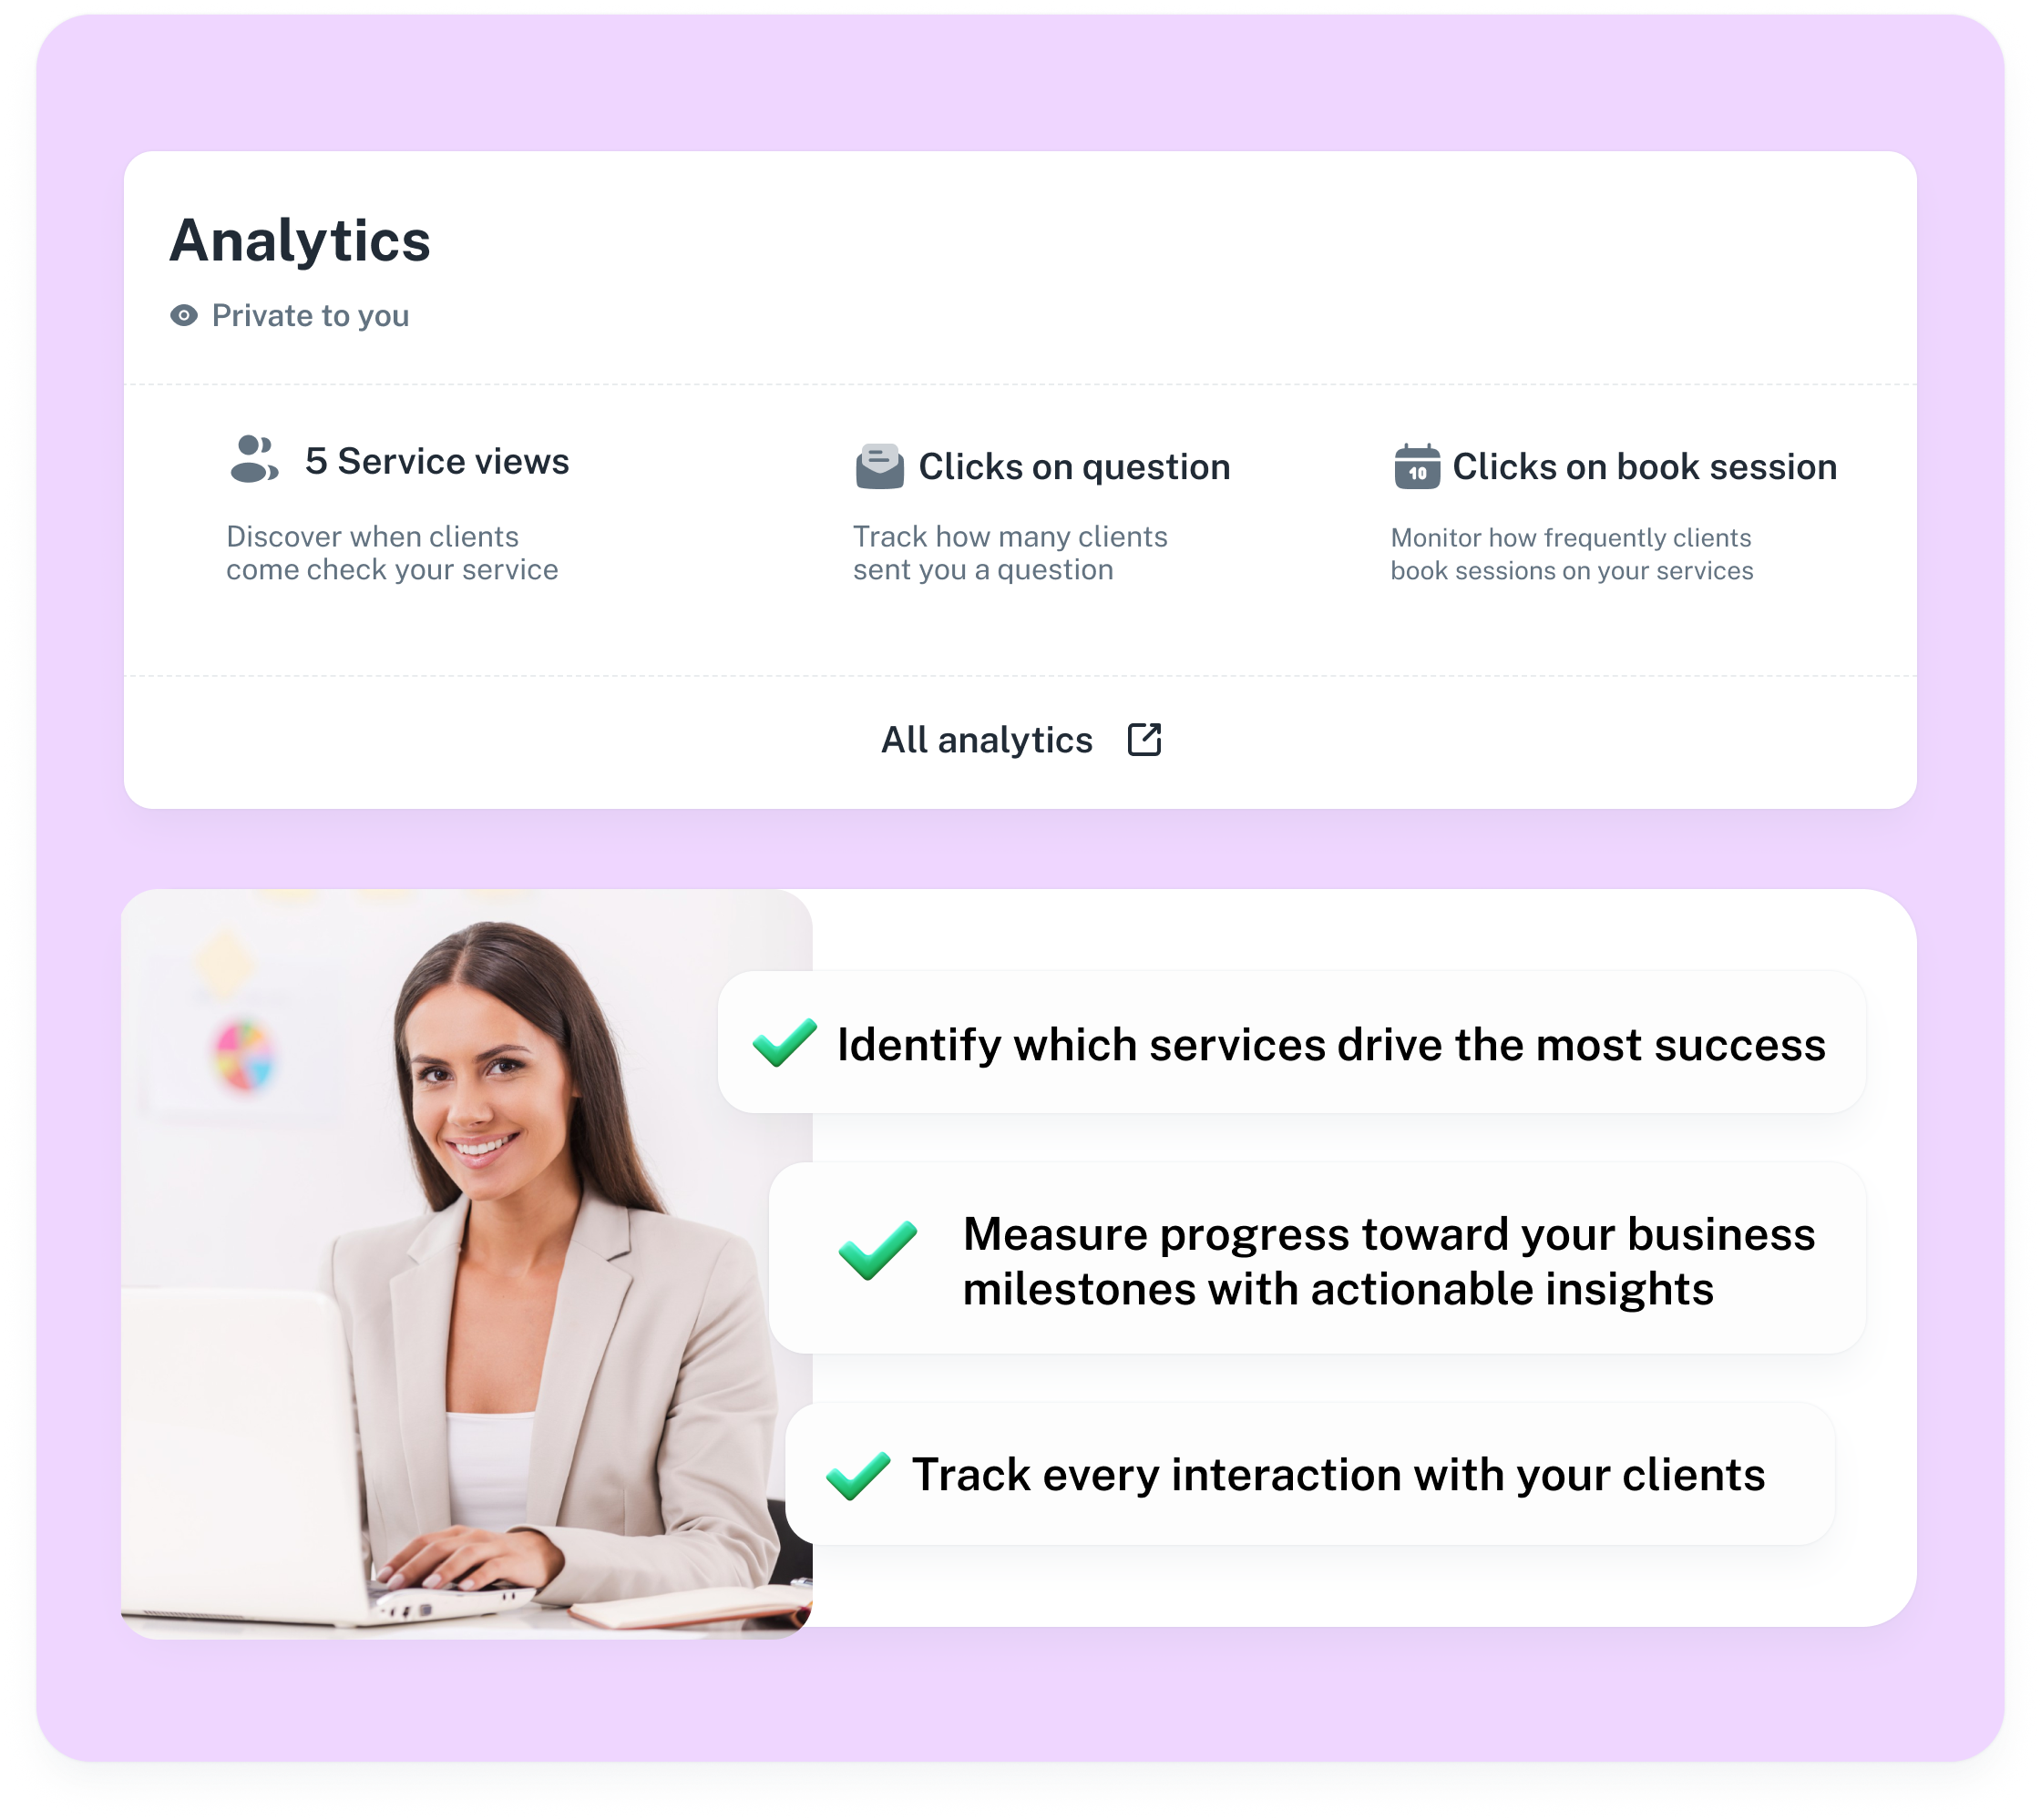 Analytics
Private to you
5 Service views
Discover when clients
come check your service
Clicks on question
Track how many clients
sent you a question
10 Clicks on book session
Monitor how frequently clients
book sessions on your services
All analytics
Identify which services drive the most success
Measure progress toward your business
milestones with actionable insights
Track every interaction with your clients